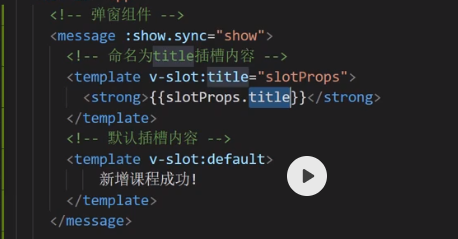 <!-- 弹窗组件 -->
<message :show.sync="show">
<!-- 命名为title插槽内容 -->
<template v-slot:title="slotProps">
<strong>{{slotProps.title}}</strong>
</template>
<!-- 默认插槽内容 -->
<template v-slot:default>
新增课程成功!
</template>
</message>